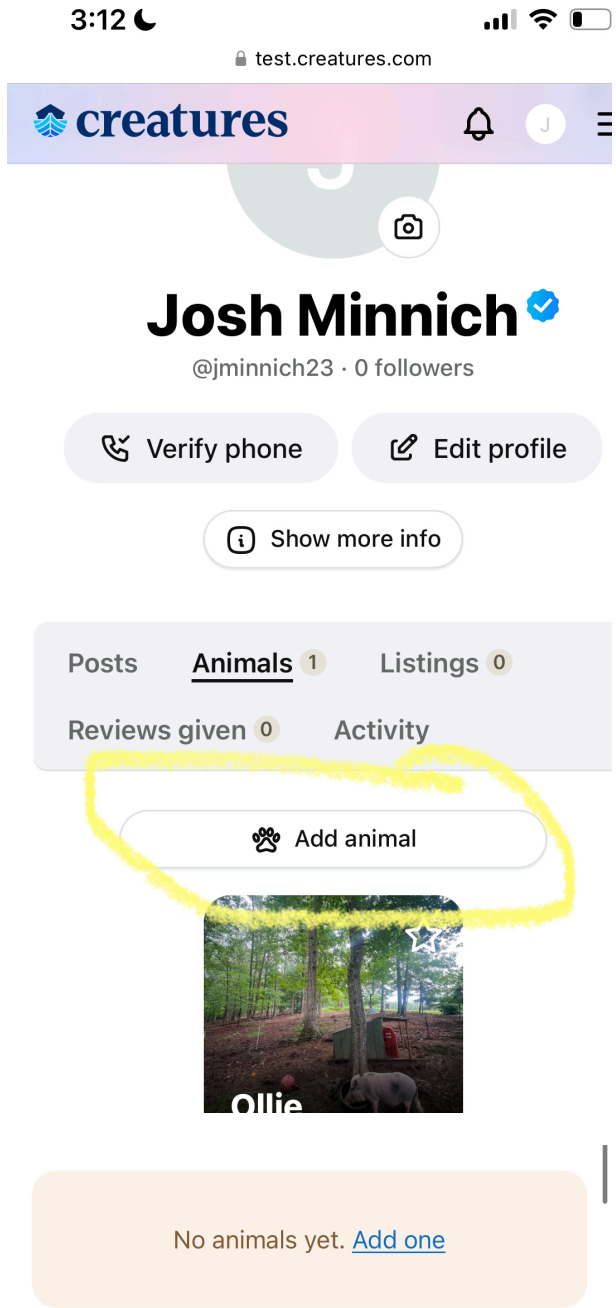 3:12
test.creatures.com
creatures
J
J
Josh Minnich
@jminnich23 · 0 followers
Verify phone
Edit profile
Show more info
Posts Animals 1 Listings 0
Reviews given 0 Activity
Add animal
Ollie
No animals yet. Add one